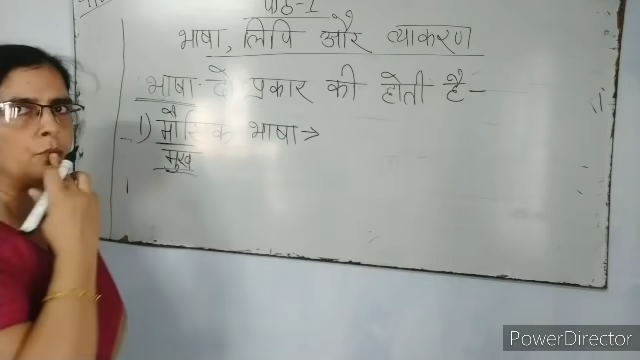 पाठ-1
भाषा, लिपि और व्याकरण
भाषा दो प्रकार की होती है-
1) मौखिक भाषा →
मुख
PowerDirector